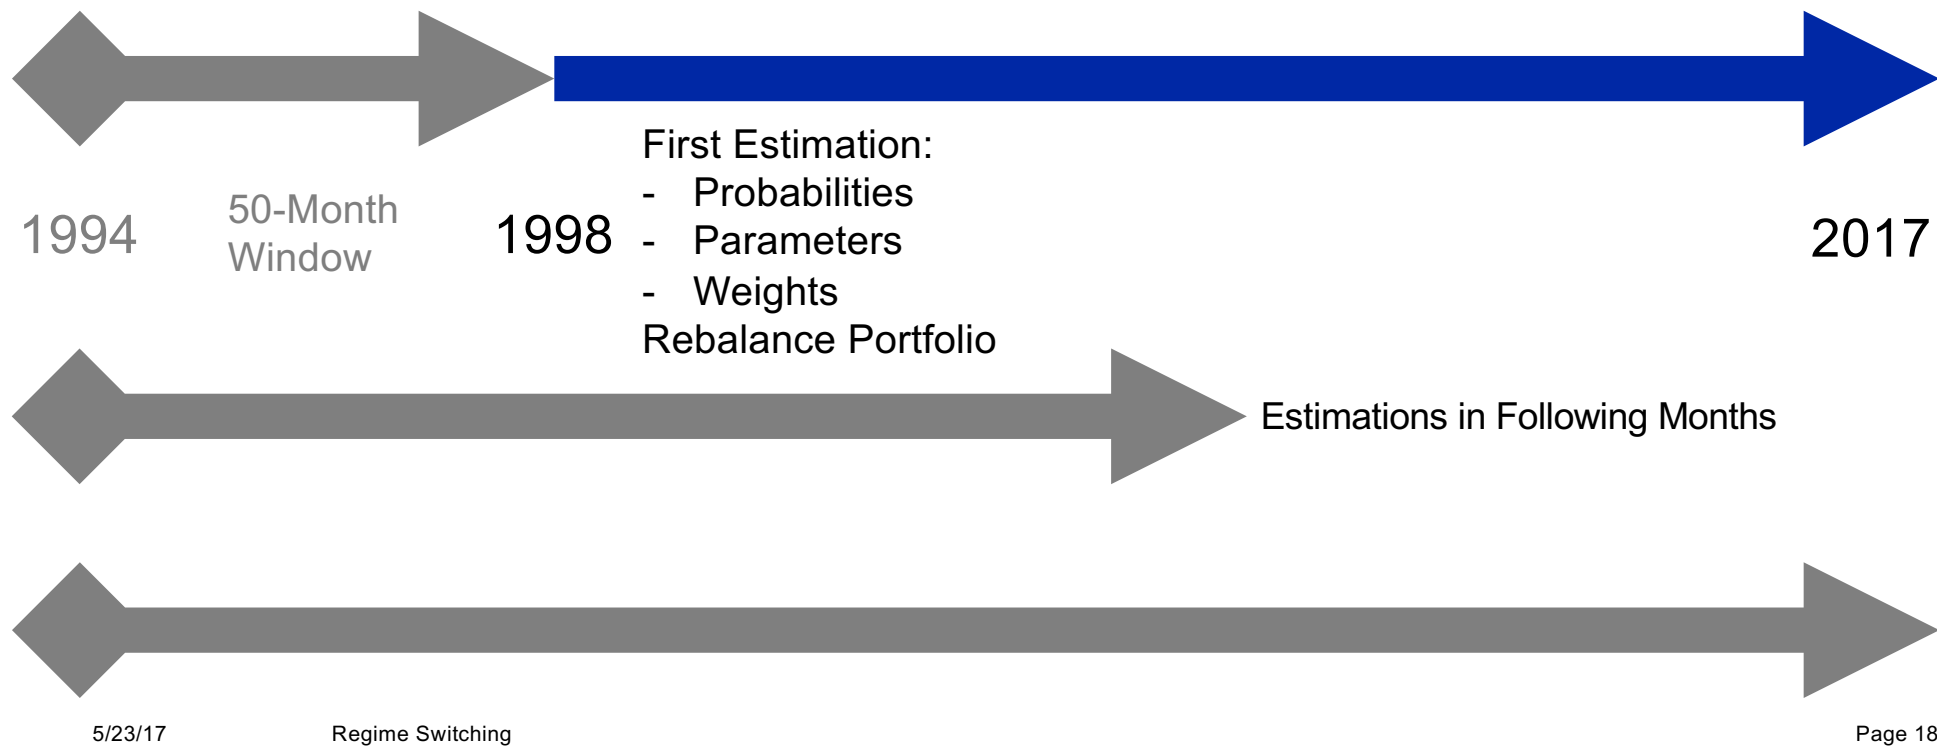 1994
50-Month
Window
1998
First Estimation:
- Probabilities
- Parameters
- Weights
Rebalance Portfolio
2017
Estimations in Following Months
5/23/17
Regime Switching
Page 18